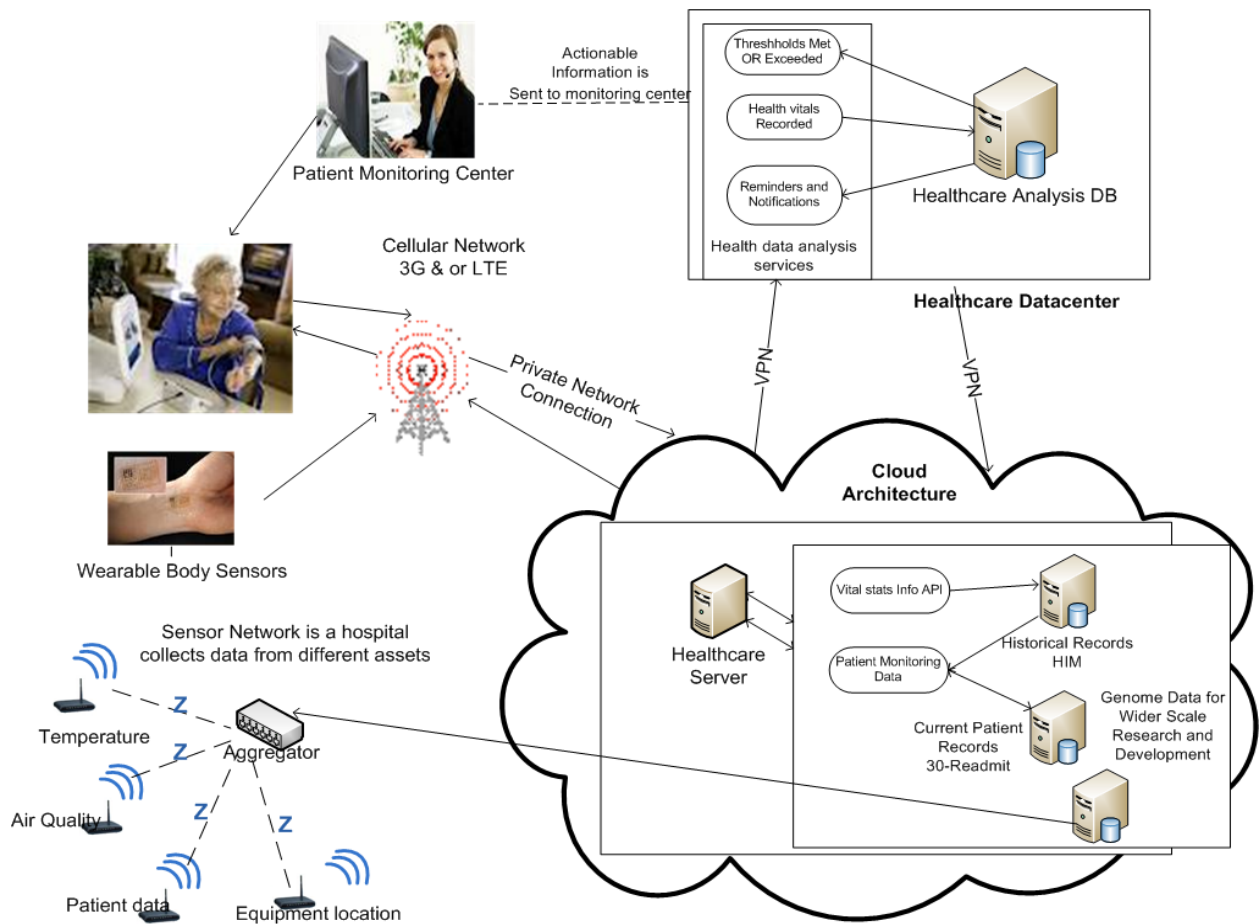 Actionable
Information is
Sent to monitoring center
Patient Monitoring Center
Threshholds Met
OR Exceeded
Health vitals
Recorded
Reminders and
Notifications
Health data analysis
services
Healthcare Analysis DB
Healthcare Datacenter
Cellular Network
3G & or LTE
Private Network
Connection
VPN
VPN
Wearable Body Sensors
Cloud
Architecture
Healthcare
Server
Vital stats Info API
Patient Monitoring
Data
Historical Records
HIM
Current Patient
Records
30-Readmit
Genome Data for
Wider Scale
Research and
Development
Sensor Network is a hospital
collects data from different assets
Temperature
Z
Aggregator
Z
Air Quality
Z
Z
Patient data
Equipment location